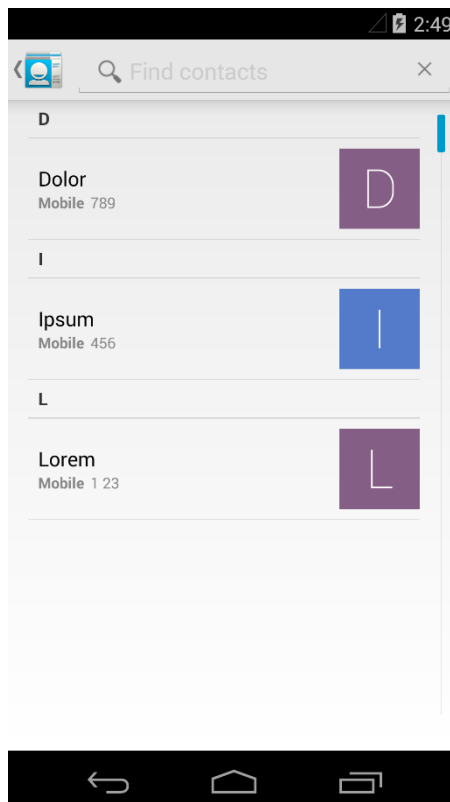 2:49
Find contacts
D
Dolor
Mobile 789
D
I
Ipsum
Mobile 456
I
L
Lorem
Mobile 1 23
L